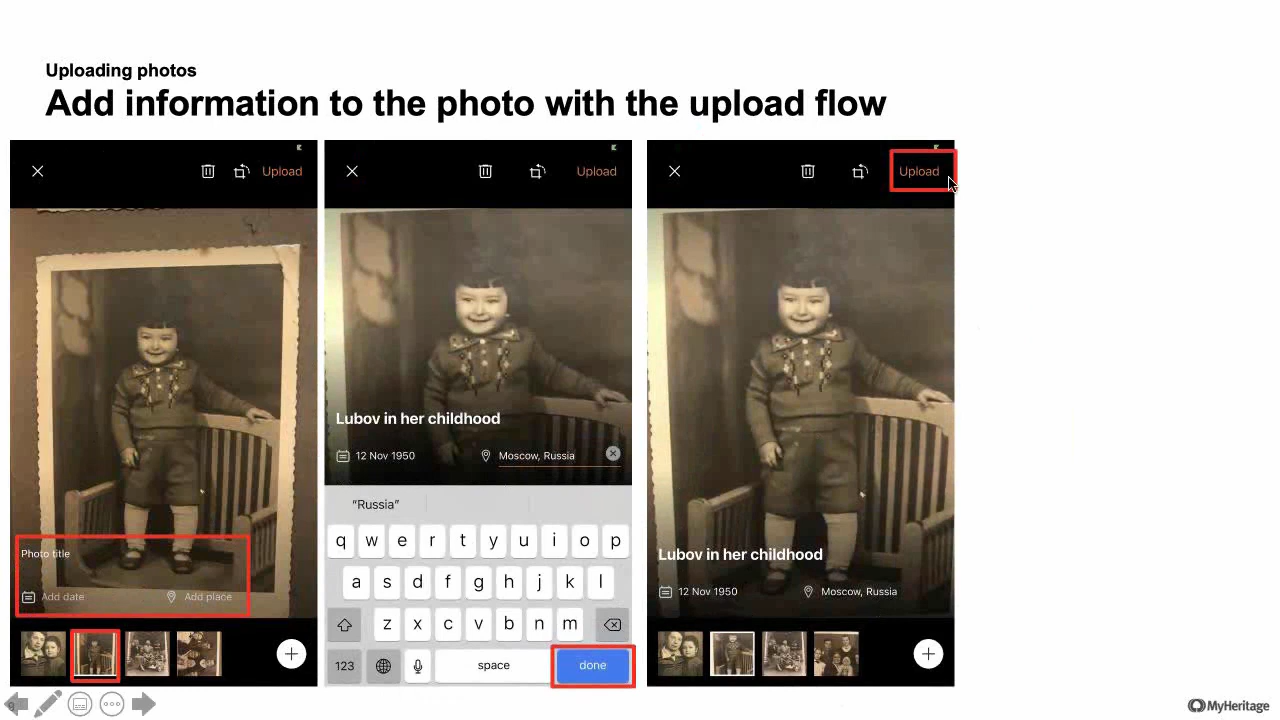 Uploading photos
Add information to the photo with the upload flow
Upload
Photo title
Add date
Add place
Upload
Lubov in her childhood
12 Nov 1950
Moscow, Russia
"Russia"
q w e r t y u i o p
a s d f g h j k l
z x c v b n m
123
space
done
Upload
Lubov in her childhood
12 Nov 1950
Moscow, Russia
9
MyHeritage